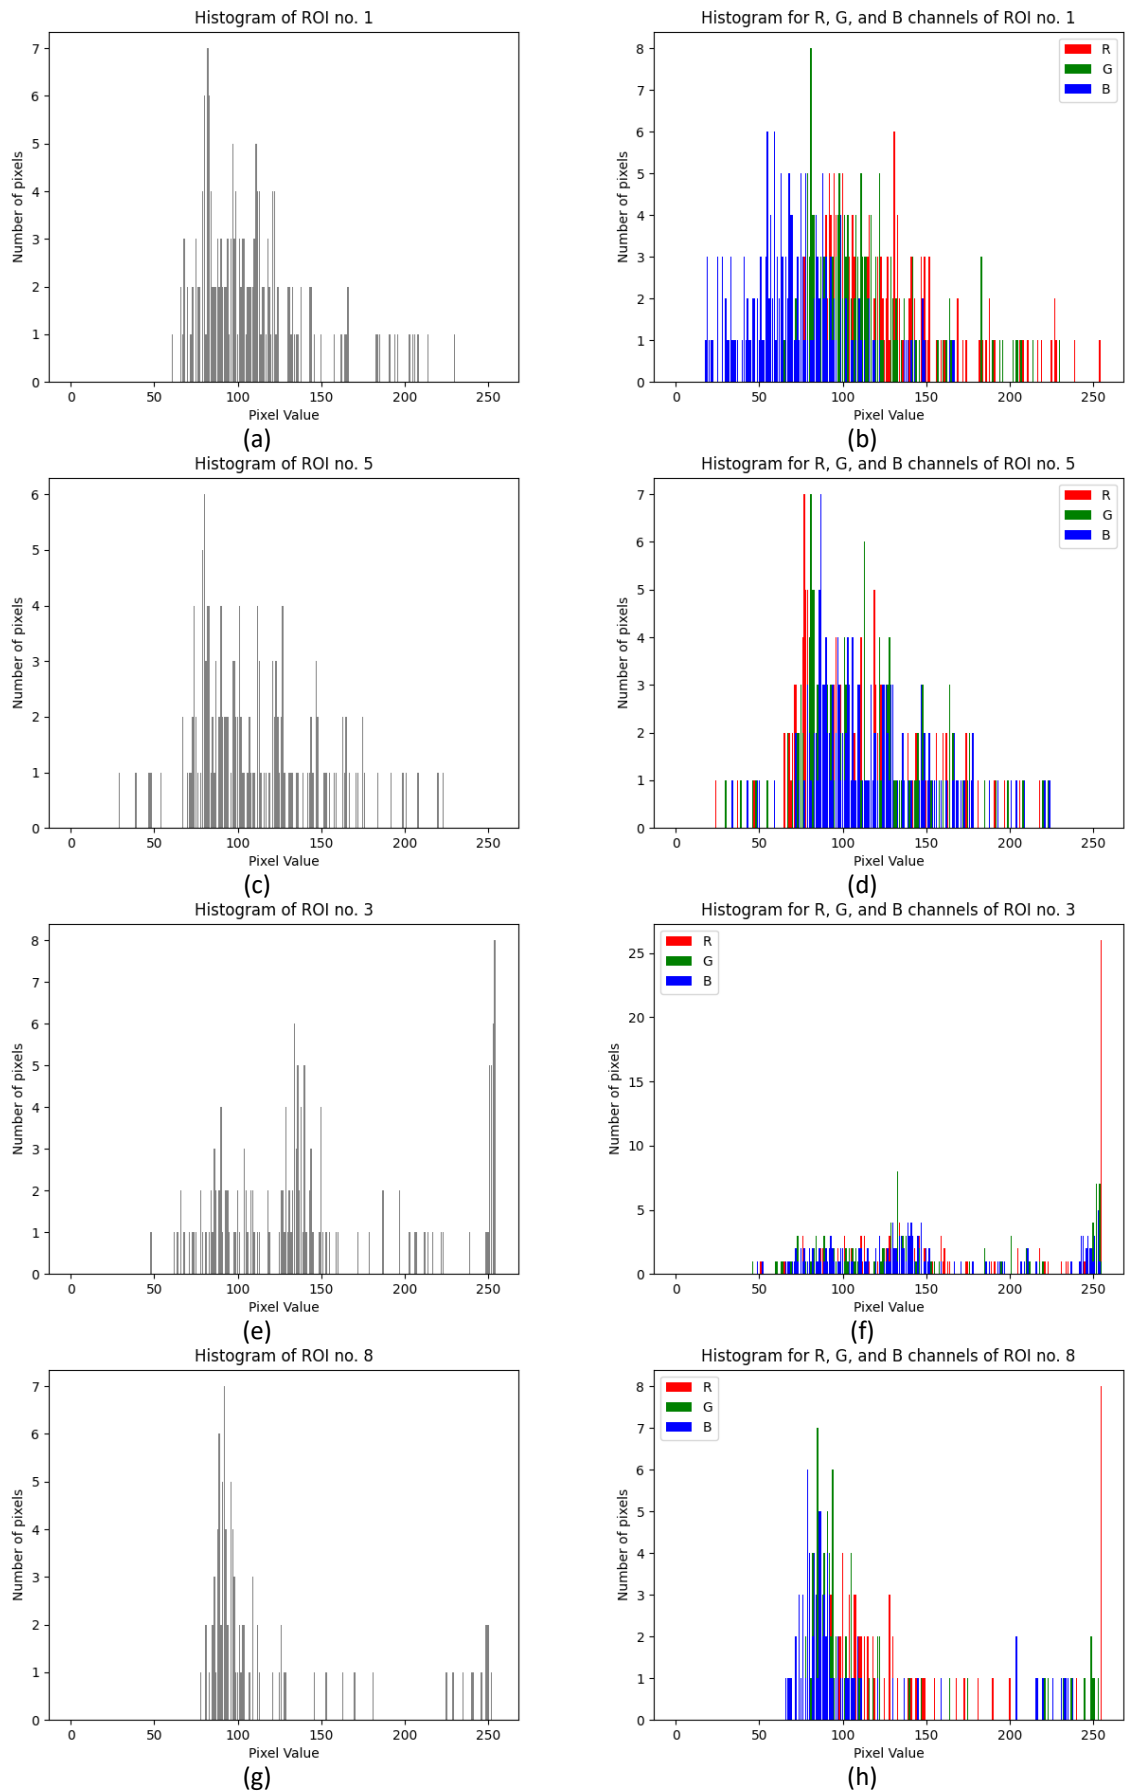 Histogram of ROI no. 1
Number of pixels
7
6
5
4
3
2
1
0
0 50 100 150 200 250
Pixel Value
(a)
Histogram for R, G, and B channels of ROI no. 1
Number of pixels
8
7
6
5
4
3
2
1
0
R
G
B
0 50 100 150 200 250
Pixel Value
(b)
Histogram of ROI no. 5
Number of pixels
6
5
4
3
2
1
0
0 50 100 150 200 250
Pixel Value
(c)
Histogram for R, G, and B channels of ROI no. 5
Number of pixels
7
6
5
4
3
2
1
0
R
G
B
0 50 100 150 200 250
Pixel Value
(d)
Histogram of ROI no. 3
Number of pixels
8
7
6
5
4
3
2
1
0
0 50 100 150 200 250
Pixel Value
(e)
Histogram for R, G, and B channels of ROI no. 3
Number of pixels
25
20
15
10
5
0
R
G
B
0 50 100 150 200 250
Pixel Value
(f)
Histogram of ROI no. 8
Number of pixels
7
6
5
4
3
2
1
0
0 50 100 150 200 250
Pixel Value
(g)
Histogram for R, G, and B channels of ROI no. 8
Number of pixels
8
7
6
5
4
3
2
1
0
R
G
B
0 50 100 150 200 250
Pixel Value
(h)